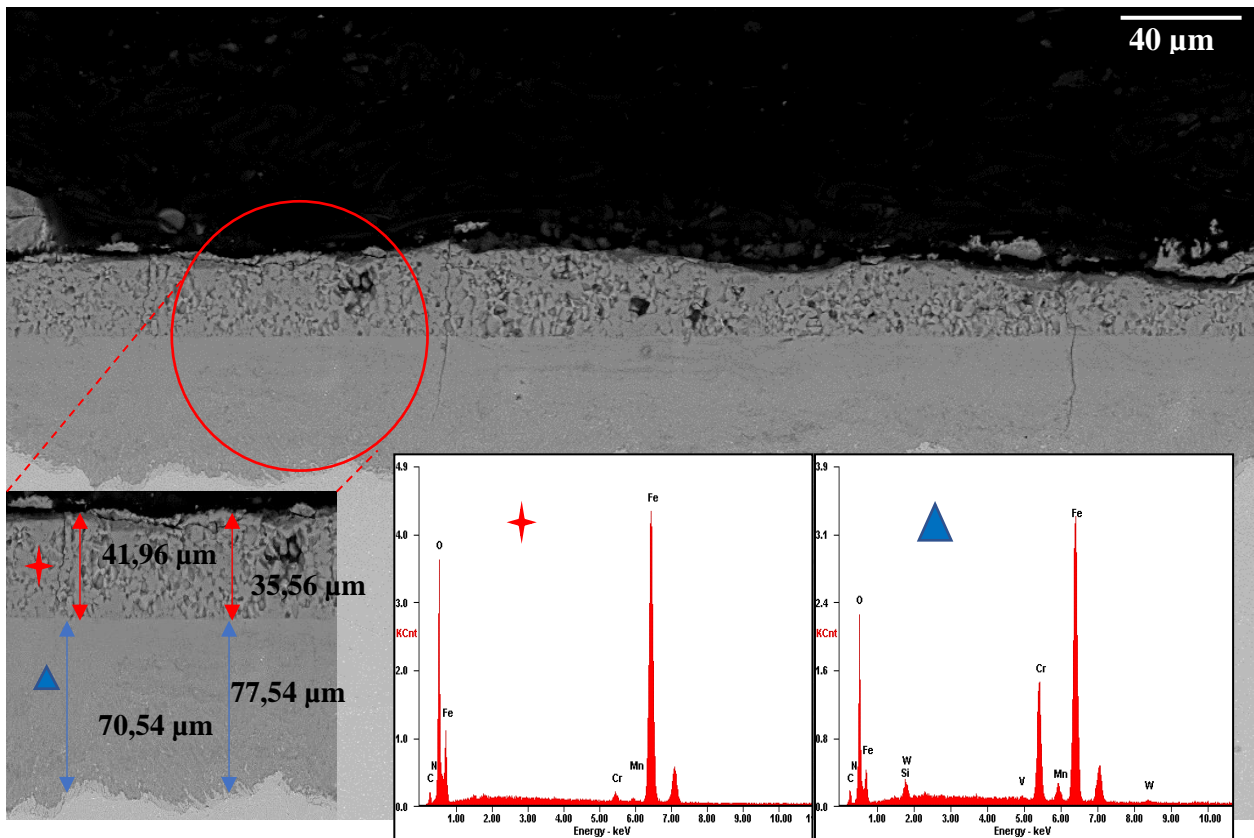 40 µm
41,96 µm
35,56 µm
77,54 µm
70,54 µm
4.9
4.0
3.0
KCnt
2.0
1.0
0.0
O
Fe
N
C
Cr
Mn
Fe
1.00 2.00 3.00 4.00 5.00 6.00 7.00 8.00 9.00 10.00 11
Energy - keV
3.9
3.1
2.4
KCnt
1.6
0.8
0.0
O
Fe
N
C
W
Si
V
Cr
Mn
Fe
W
1.00 2.00 3.00 4.00 5.00 6.00 7.00 8.00 9.00 10.00
Energy - keV